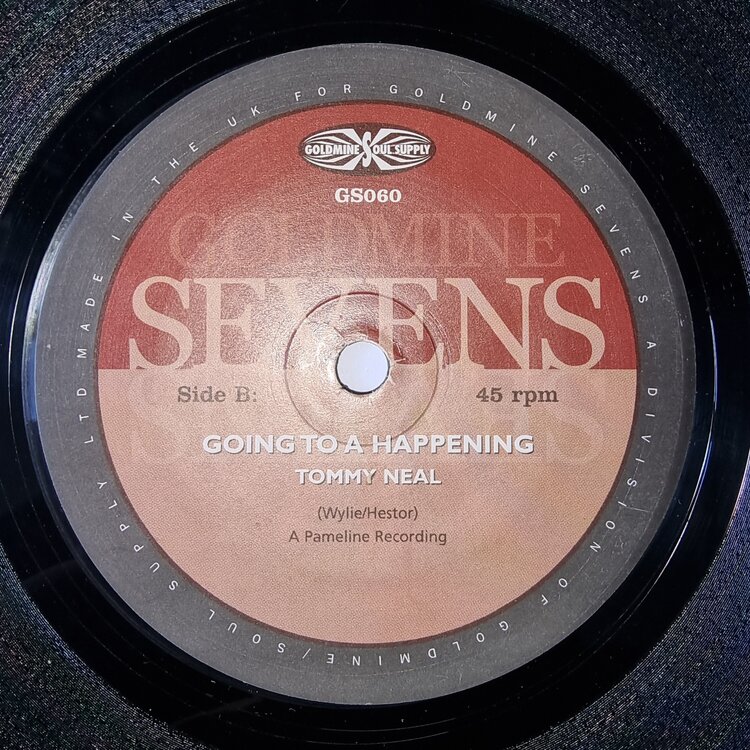 GOLDMINE SOUL SUPPLY
GS060
GOLDMINE
SEVENS
SEVENS
Side B:
45 rpm
GOING TO A HAPPENING
TOMMY NEAL
(Wylie/Hestor)
A Pameline Recording
MADE IN THE UK FOR GOLDMINE SEVENS A DIVISION OF GOLDMINE/SOUL SUPPLY LTD